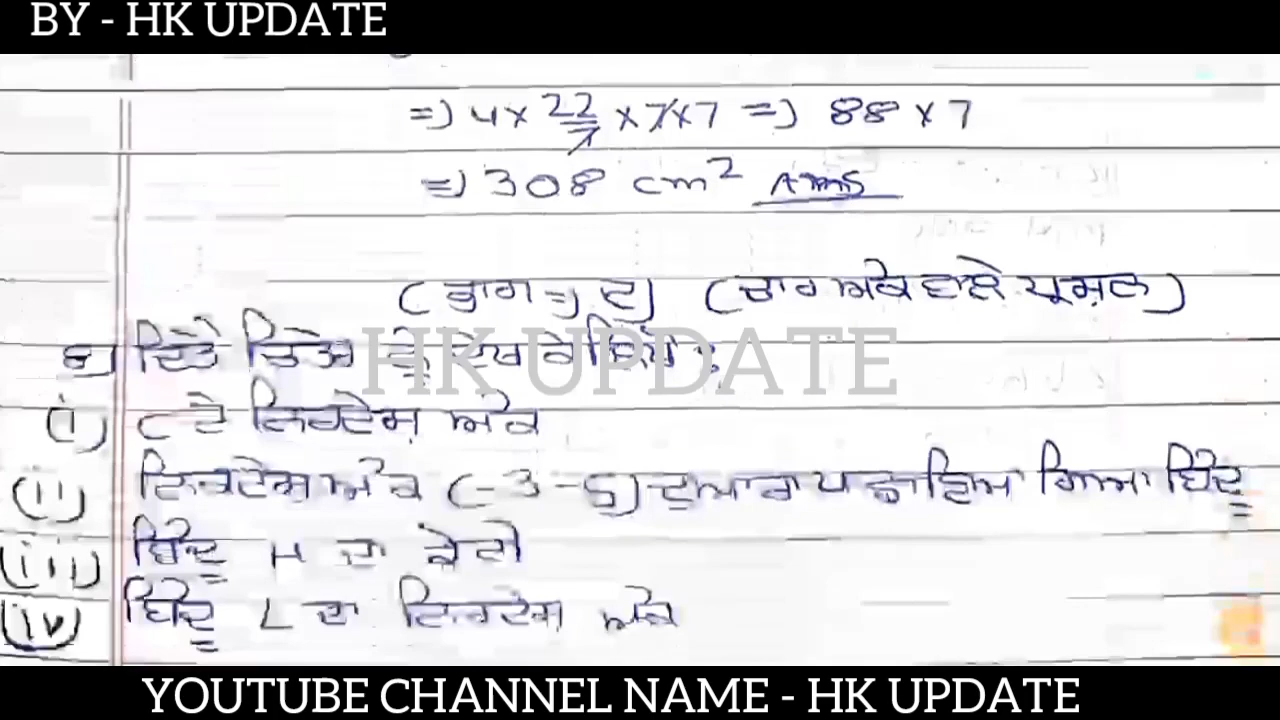 BY - HK UPDATE
=) 4 × 22/7 × 7 × 7 =) 88 × 7
=) 308 cm² Ans
(ਭਾਗ =) ਦ) (ਚਾਰ ਅੰਕ ਵਾਲੇ ਪ੍ਰਸ਼ਨ)
ਦਿੱਤੇ ਚਿੱਤਰ ਨੂੰ ਦੇਖ ਕੇ ਲਿਖੋ :
HK UPDATE
(i) C ਦੇ ਨਿਰਦੇਸ਼ ਅੰਕ
(ii) ਨਿਰਦੇਸ਼ ਅੰਕ (-3 -5) ਦੁਆਰਾ ਗਿਆ ਬਿੰਦੂ
(iii) ਬਿੰਦੂ H ਦਾ
(iv) ਬਿੰਦੂ L ਦਾ ਨਿਰਦੇਸ਼ ਅੰਕ
YOUTUBE CHANNEL NAME - HK UPDATE